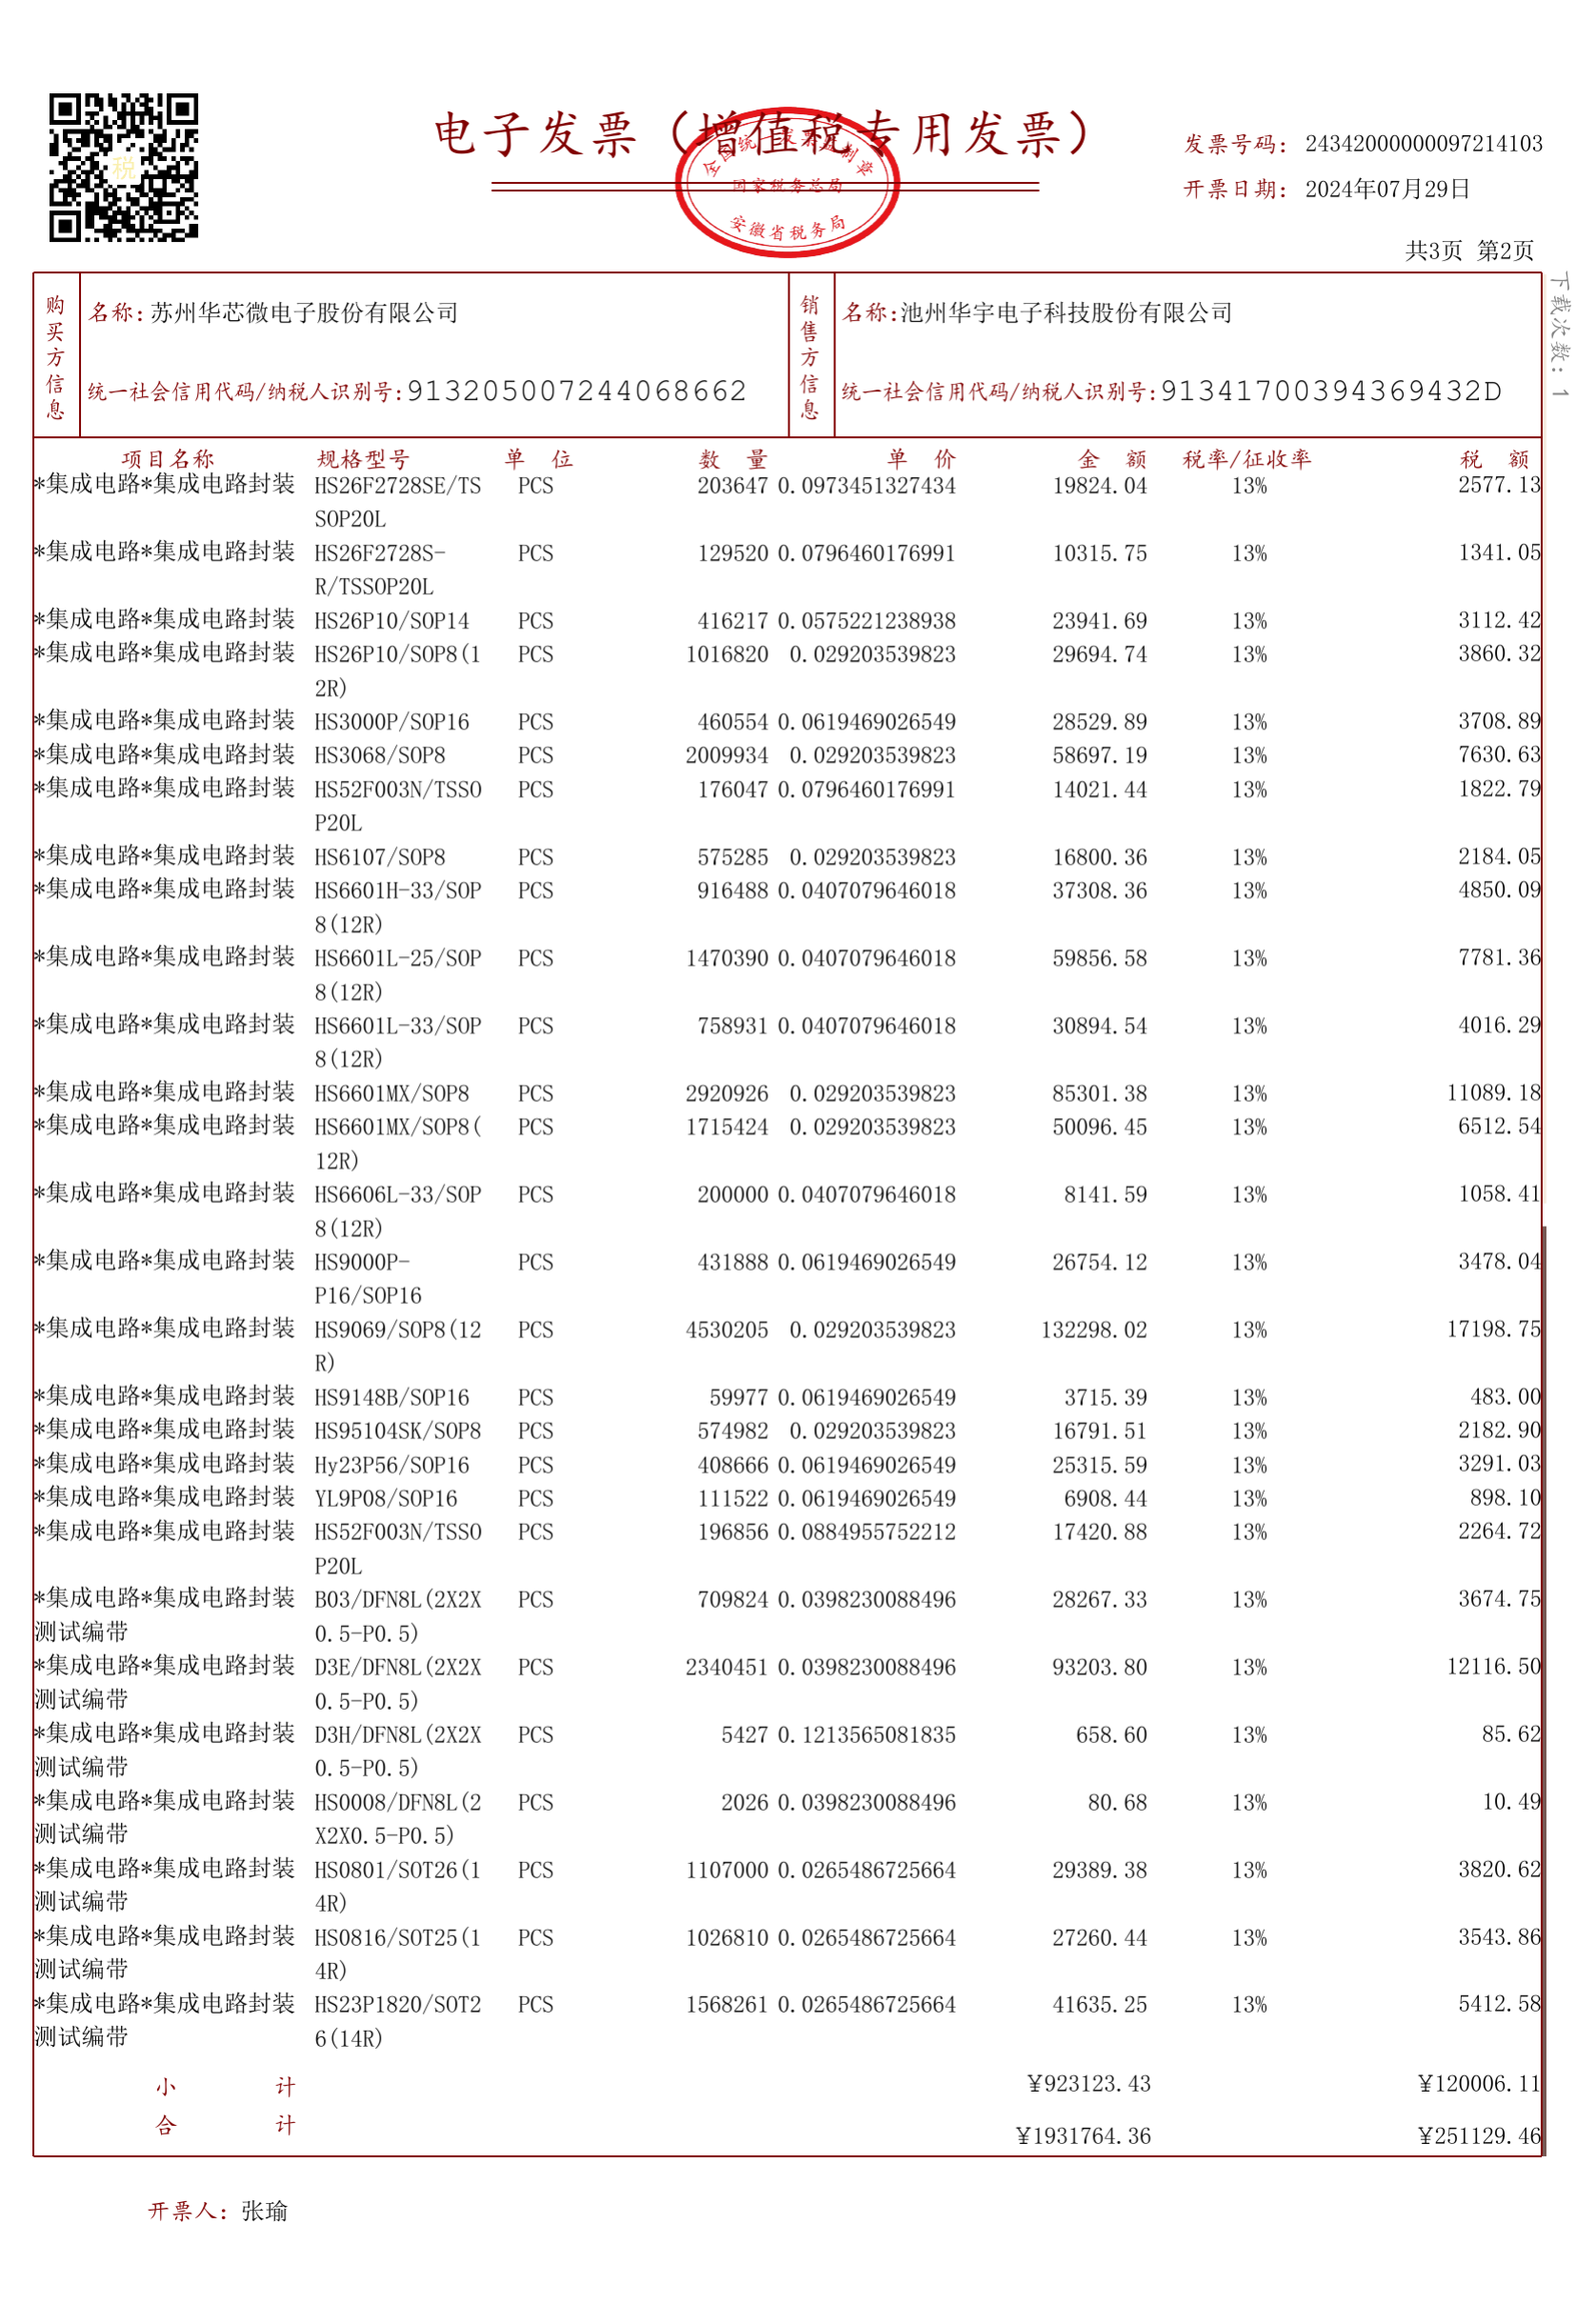 电子发票（增值税专用发票）
全国统一发票监制章
国家税务总局
安徽省税务局
税
发票号码：24342000000097214103
开票日期：2024年07月29日
共3页 第2页
下载次数：1
购买方信息
名称：苏州华芯微电子股份有限公司
统一社会信用代码/纳税人识别号：913205007244068662
销售方信息
名称：池州华宇电子科技股份有限公司
统一社会信用代码/纳税人识别号：91341700394369432D
项目名称 规格型号 单 位 数 量 单 价 金 额 税率/征收率 税 额
*集成电路*集成电路封装 HS26F2728SE/TS PCS 203647 0.0973451327434 19824.04 13% 2577.13
SOP20L
*集成电路*集成电路封装 HS26F2728S- PCS 129520 0.0796460176991 10315.75 13% 1341.05
R/TSSOP20L
*集成电路*集成电路封装 HS26P10/SOP14 PCS 416217 0.0575221238938 23941.69 13% 3112.42
*集成电路*集成电路封装 HS26P10/SOP8(1 PCS 1016820 0.029203539823 29694.74 13% 3860.32
2R)
*集成电路*集成电路封装 HS3000P/SOP16 PCS 460554 0.0619469026549 28529.89 13% 3708.89
*集成电路*集成电路封装 HS3068/SOP8 PCS 2009934 0.029203539823 58697.19 13% 7630.63
*集成电路*集成电路封装 HS52F003N/TSSO PCS 176047 0.0796460176991 14021.44 13% 1822.79
P20L
*集成电路*集成电路封装 HS6107/SOP8 PCS 575285 0.029203539823 16800.36 13% 2184.05
*集成电路*集成电路封装 HS6601H-33/SOP PCS 916488 0.0407079646018 37308.36 13% 4850.09
8(12R)
*集成电路*集成电路封装 HS6601L-25/SOP PCS 1470390 0.0407079646018 59856.58 13% 7781.36
8(12R)
*集成电路*集成电路封装 HS6601L-33/SOP PCS 758931 0.0407079646018 30894.54 13% 4016.29
8(12R)
*集成电路*集成电路封装 HS6601MX/SOP8 PCS 2920926 0.029203539823 85301.38 13% 11089.18
*集成电路*集成电路封装 HS6601MX/SOP8( PCS 1715424 0.029203539823 50096.45 13% 6512.54
12R)
*集成电路*集成电路封装 HS6606L-33/SOP PCS 200000 0.0407079646018 8141.59 13% 1058.41
8(12R)
*集成电路*集成电路封装 HS9000P- PCS 431888 0.0619469026549 26754.12 13% 3478.04
P16/SOP16
*集成电路*集成电路封装 HS9069/SOP8(12 PCS 4530205 0.029203539823 132298.02 13% 17198.75
R)
*集成电路*集成电路封装 HS9148B/SOP16 PCS 59977 0.0619469026549 3715.39 13% 483.00
*集成电路*集成电路封装 HS95104SK/SOP8 PCS 574982 0.029203539823 16791.51 13% 2182.90
*集成电路*集成电路封装 Hy23P56/SOP16 PCS 408666 0.0619469026549 25315.59 13% 3291.03
*集成电路*集成电路封装 YL9P08/SOP16 PCS 111522 0.0619469026549 6908.44 13% 898.10
*集成电路*集成电路封装 HS52F003N/TSSO PCS 196856 0.0884955752212 17420.88 13% 2264.72
P20L
*集成电路*集成电路封装 B03/DFN8L(2X2X PCS 709824 0.0398230088496 28267.33 13% 3674.75
测试编带 0.5-P0.5)
*集成电路*集成电路封装 D3E/DFN8L(2X2X PCS 2340451 0.0398230088496 93203.80 13% 12116.50
测试编带 0.5-P0.5)
*集成电路*集成电路封装 D3H/DFN8L(2X2X PCS 5427 0.1213565081835 658.60 13% 85.62
测试编带 0.5-P0.5)
*集成电路*集成电路封装 HS0008/DFN8L(2 PCS 2026 0.0398230088496 80.68 13% 10.49
测试编带 X2X0.5-P0.5)
*集成电路*集成电路封装 HS0801/SOT26(1 PCS 1107000 0.0265486725664 29389.38 13% 3820.62
测试编带 4R)
*集成电路*集成电路封装 HS0816/SOT25(1 PCS 1026810 0.0265486725664 27260.44 13% 3543.86
测试编带 4R)
*集成电路*集成电路封装 HS23P1820/SOT2 PCS 1568261 0.0265486725664 41635.25 13% 5412.58
测试编带 6(14R)
小 计 ¥923123.43 ¥120006.11
合 计 ¥1931764.36 ¥251129.46
开票人：张瑜